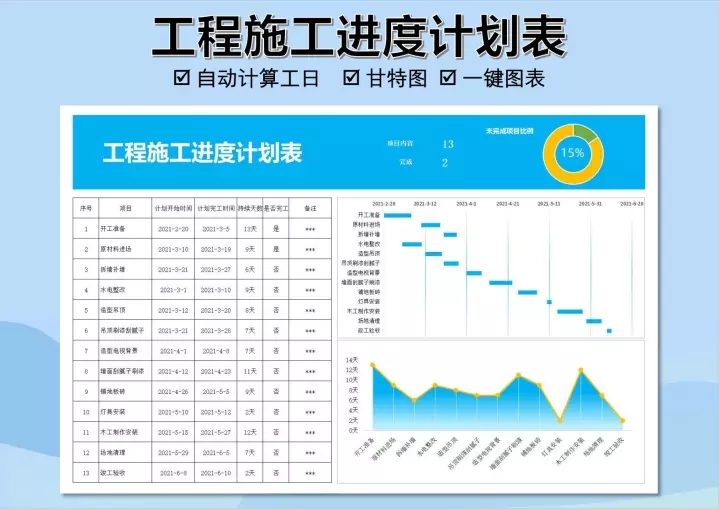 工程施工进度计划表
自动计算工日 甘特图 一键图表
工程施工进度计划表
项目内容 13
完成 2
未完成项目比例
15%
序号 项目 计划开始时间 计划完工时间 持续天数 是否完工 备注
1 开工准备 2021-2-20 2021-3-5 13天 是 ***
2 原材料进场 2021-3-10 2021-3-19 9天 是 ***
3 拆墙补墙 2021-3-21 2021-3-27 6天 否 ***
4 水电整改 2021-3-1 2021-3-10 9天 否 ***
5 造型吊顶 2021-3-12 2021-3-20 8天 否 ***
6 吊顶刷漆刮腻子 2021-3-21 2021-3-28 7天 否 ***
7 造型电视背景 2021-4-1 2021-4-8 7天 否 ***
8 墙面刮腻子刷漆 2021-4-12 2021-4-23 11天 否 ***
9 铺地板砖 2021-4-26 2021-5-5 9天 否 ***
10 灯具安装 2021-5-10 2021-5-12 2天 否 ***
11 木工制作安装 2021-5-15 2021-5-27 12天 否 ***
12 场地清理 2021-5-29 2021-6-5 7天 否 ***
13 竣工验收 2021-6-8 2021-6-10 2天 否 ***
2021-2-20 2021-3-12 2021-4-1 2021-4-21 2021-5-11 2021-5-31 2021-6-20
开工准备
原材料进场
拆墙补墙
水电整改
造型吊顶
吊顶刷漆刮腻子
造型电视背景
墙面刮腻子刷漆
铺地板砖
灯具安装
木工制作安装
场地清理
竣工验收
14天
12天
10天
8天
6天
4天
2天
0天
开工准备 原材料进场 拆墙补墙 水电整改 造型吊顶 吊顶刷漆刮腻子 造型电视背景 墙面刮腻子刷漆 铺地板砖 灯具安装 木工制作安装 场地清理 竣工验收